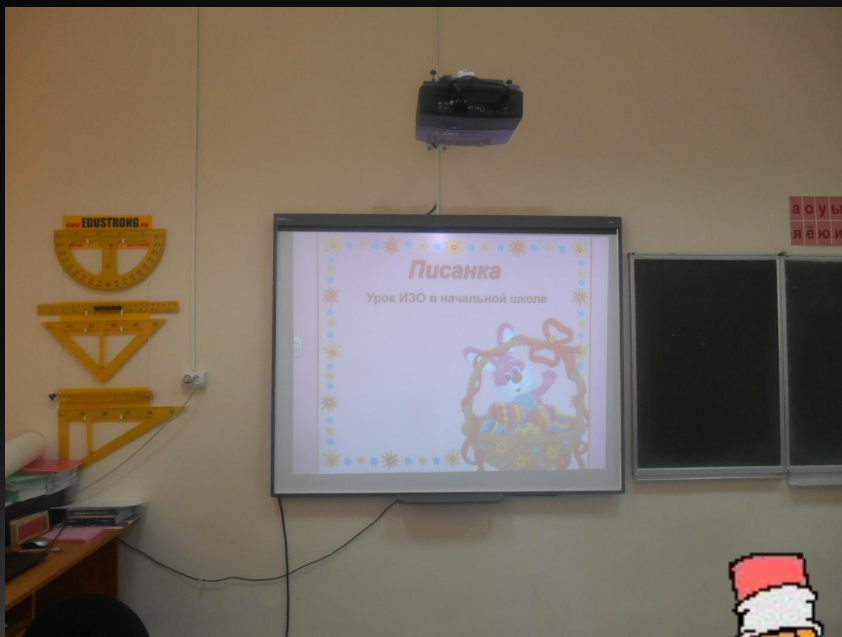 EDUSTRONG
Писанка
Урок ИЗО в начальной школе
а о у ы
я ё ю и